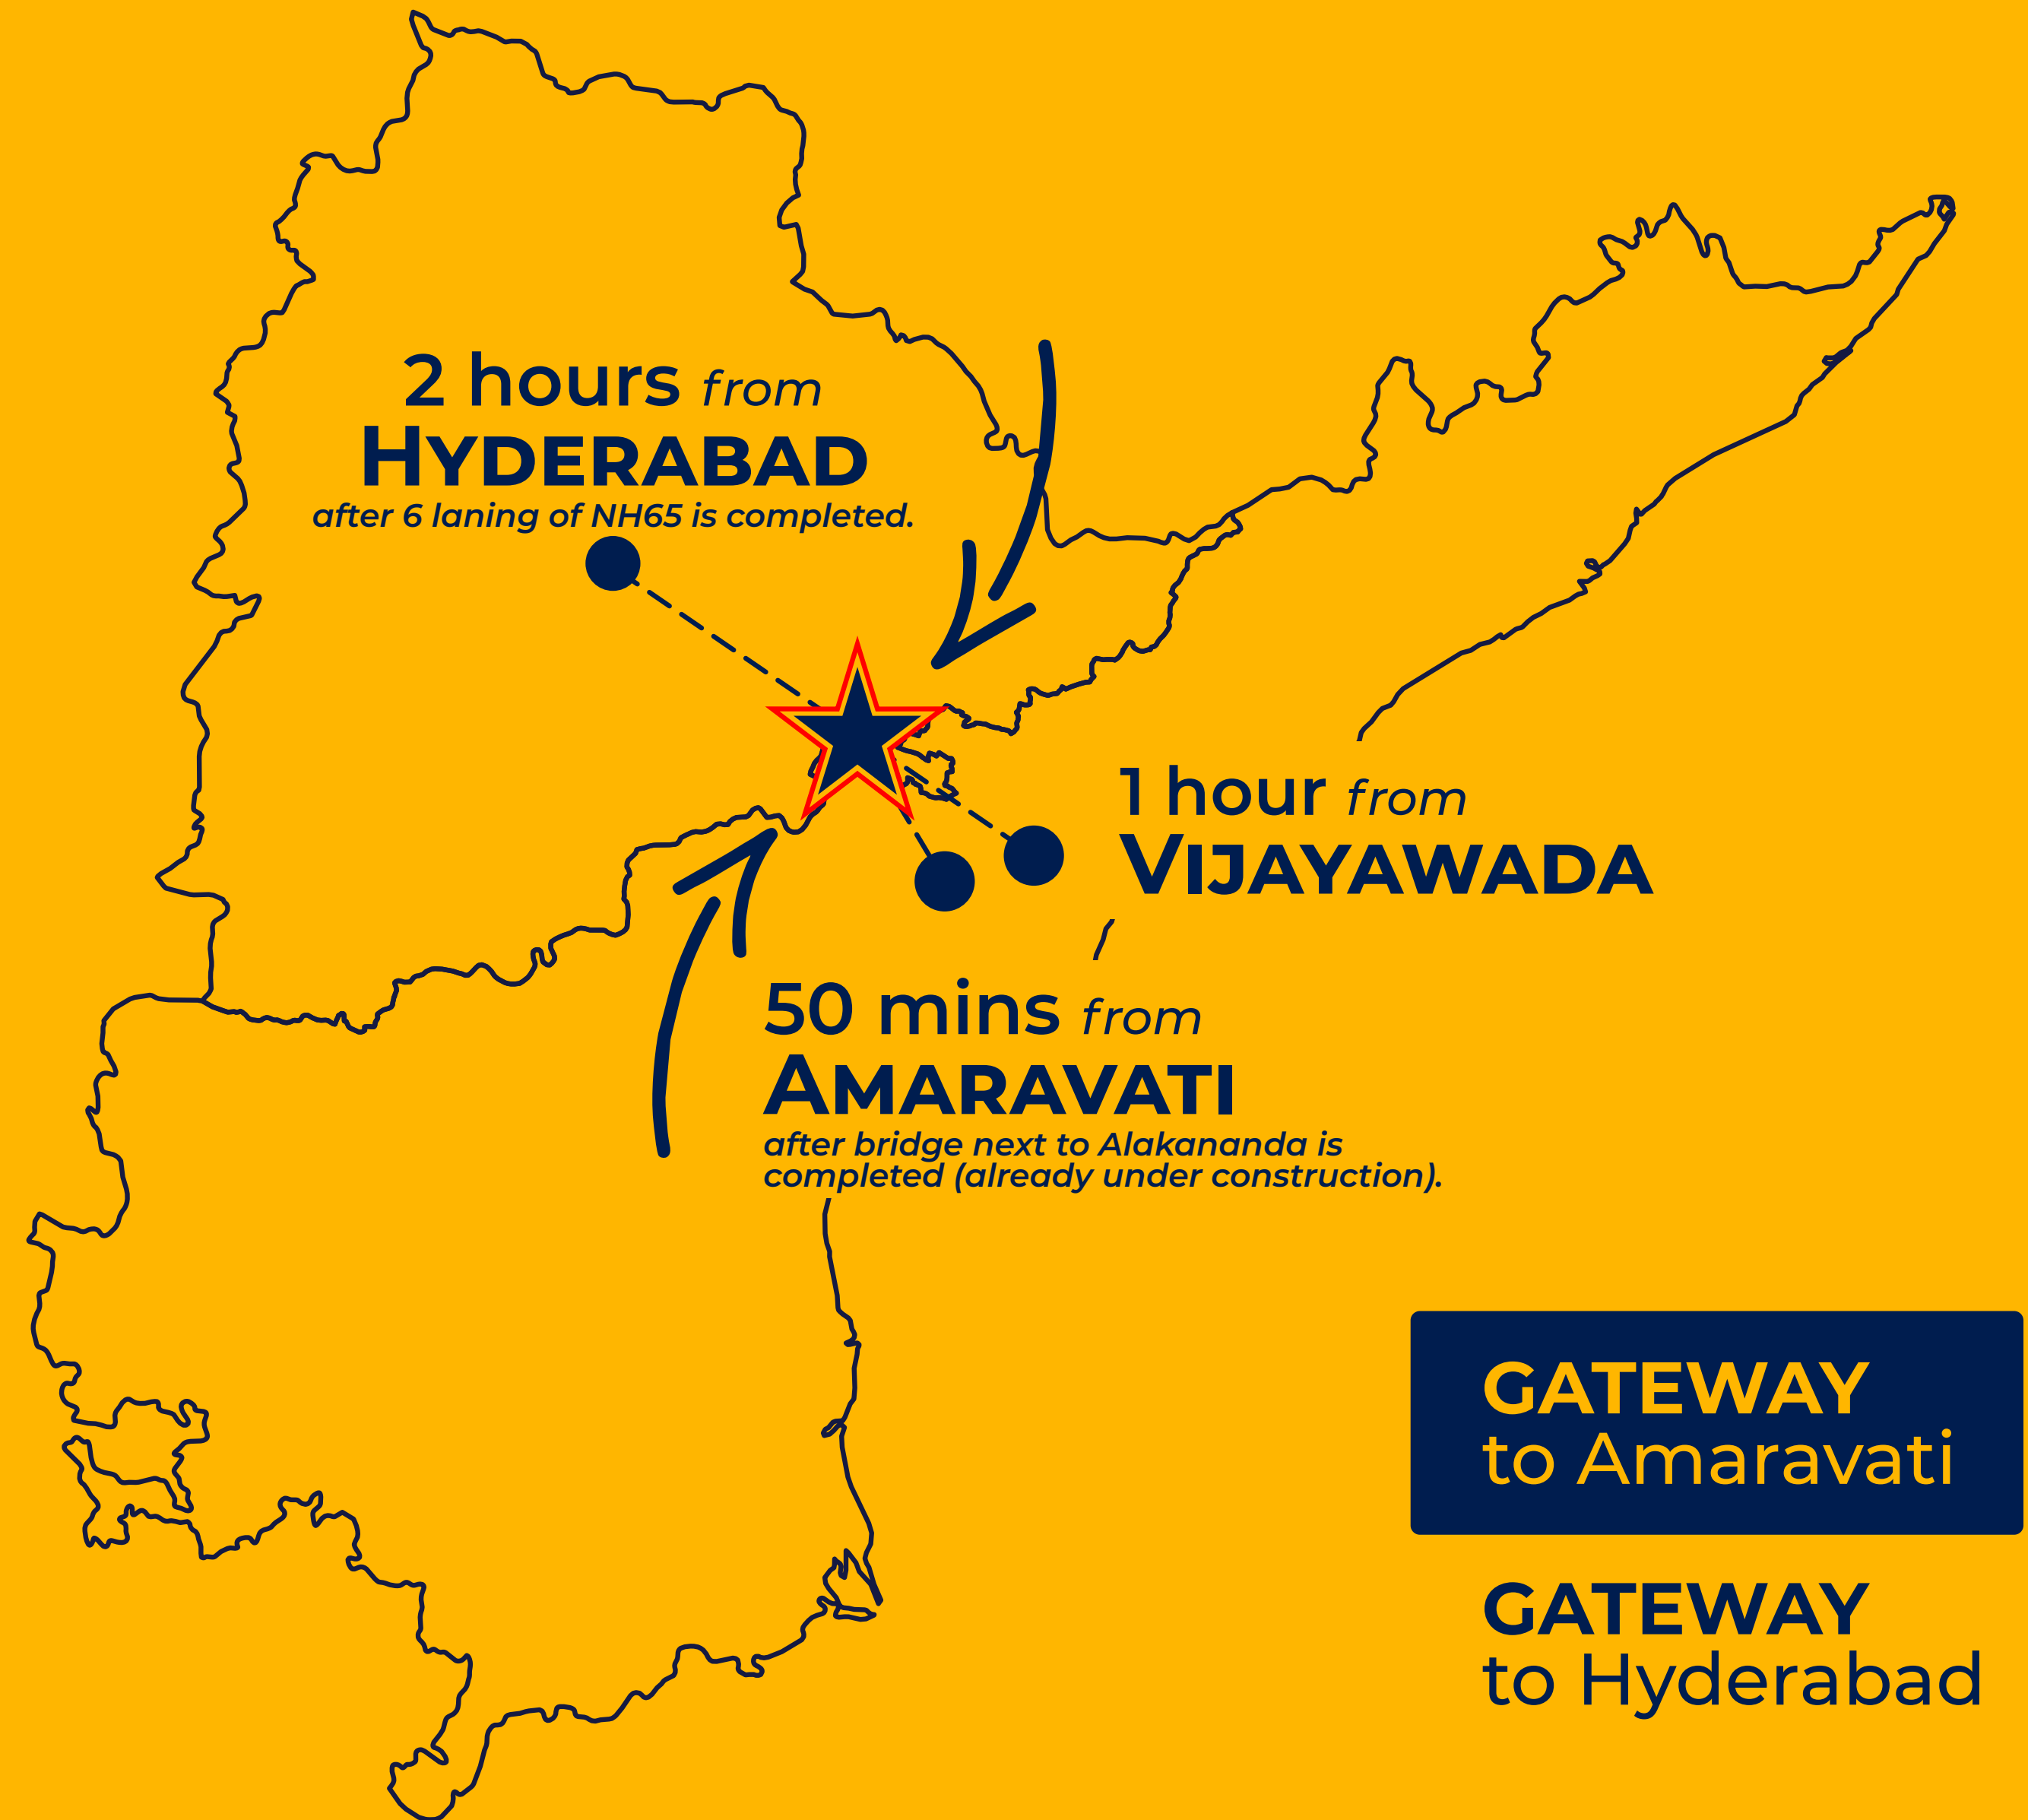 2 hours from
HYDERABAD
after 6 laning of NH65 is completed.
1 hour from
VIJAYAWADA
50 mins from
AMARAVATI
after bridge next to Alakananda is
completed (already under construction).
GATEWAY
to Amaravati
GATEWAY
to Hyderabad